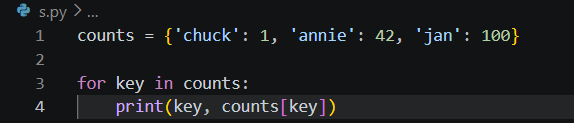 s.py > ...
1 counts = {'chuck': 1, 'annie': 42, 'jan': 100}
2
3 for key in counts:
4     print(key, counts[key])